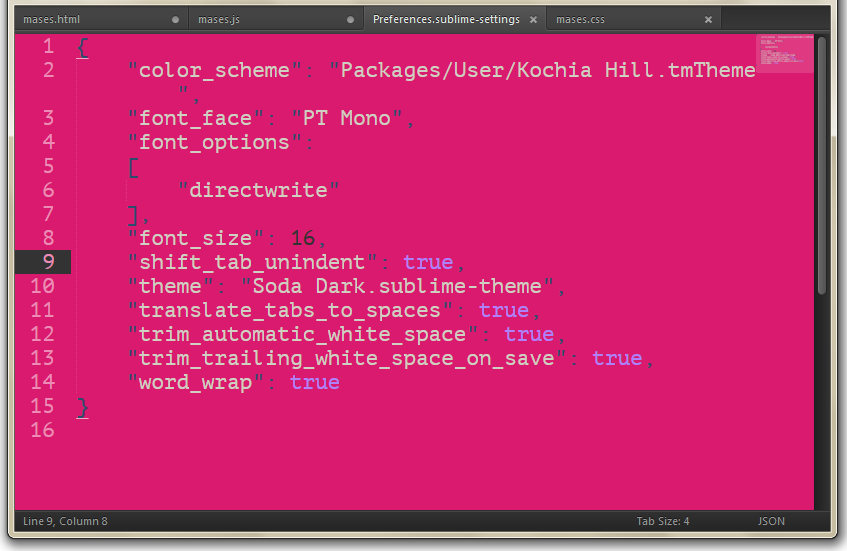 mases.html mases.js Preferences.sublime-settings × mases.css ×
1 {
2 "color_scheme": "Packages/User/Kochia Hill.tmTheme
",
3 "font_face": "PT Mono",
4 "font_options":
5 [
6 "directwrite"
7 ],
8 "font_size": 16,
9 "shift_tab_unindent": true,
10 "theme": "Soda Dark.sublime-theme",
11 "translate_tabs_to_spaces": true,
12 "trim_automatic_white_space": true,
13 "trim_trailing_white_space_on_save": true,
14 "word_wrap": true
15 }
16
Line 9, Column 8 Tab Size: 4 JSON